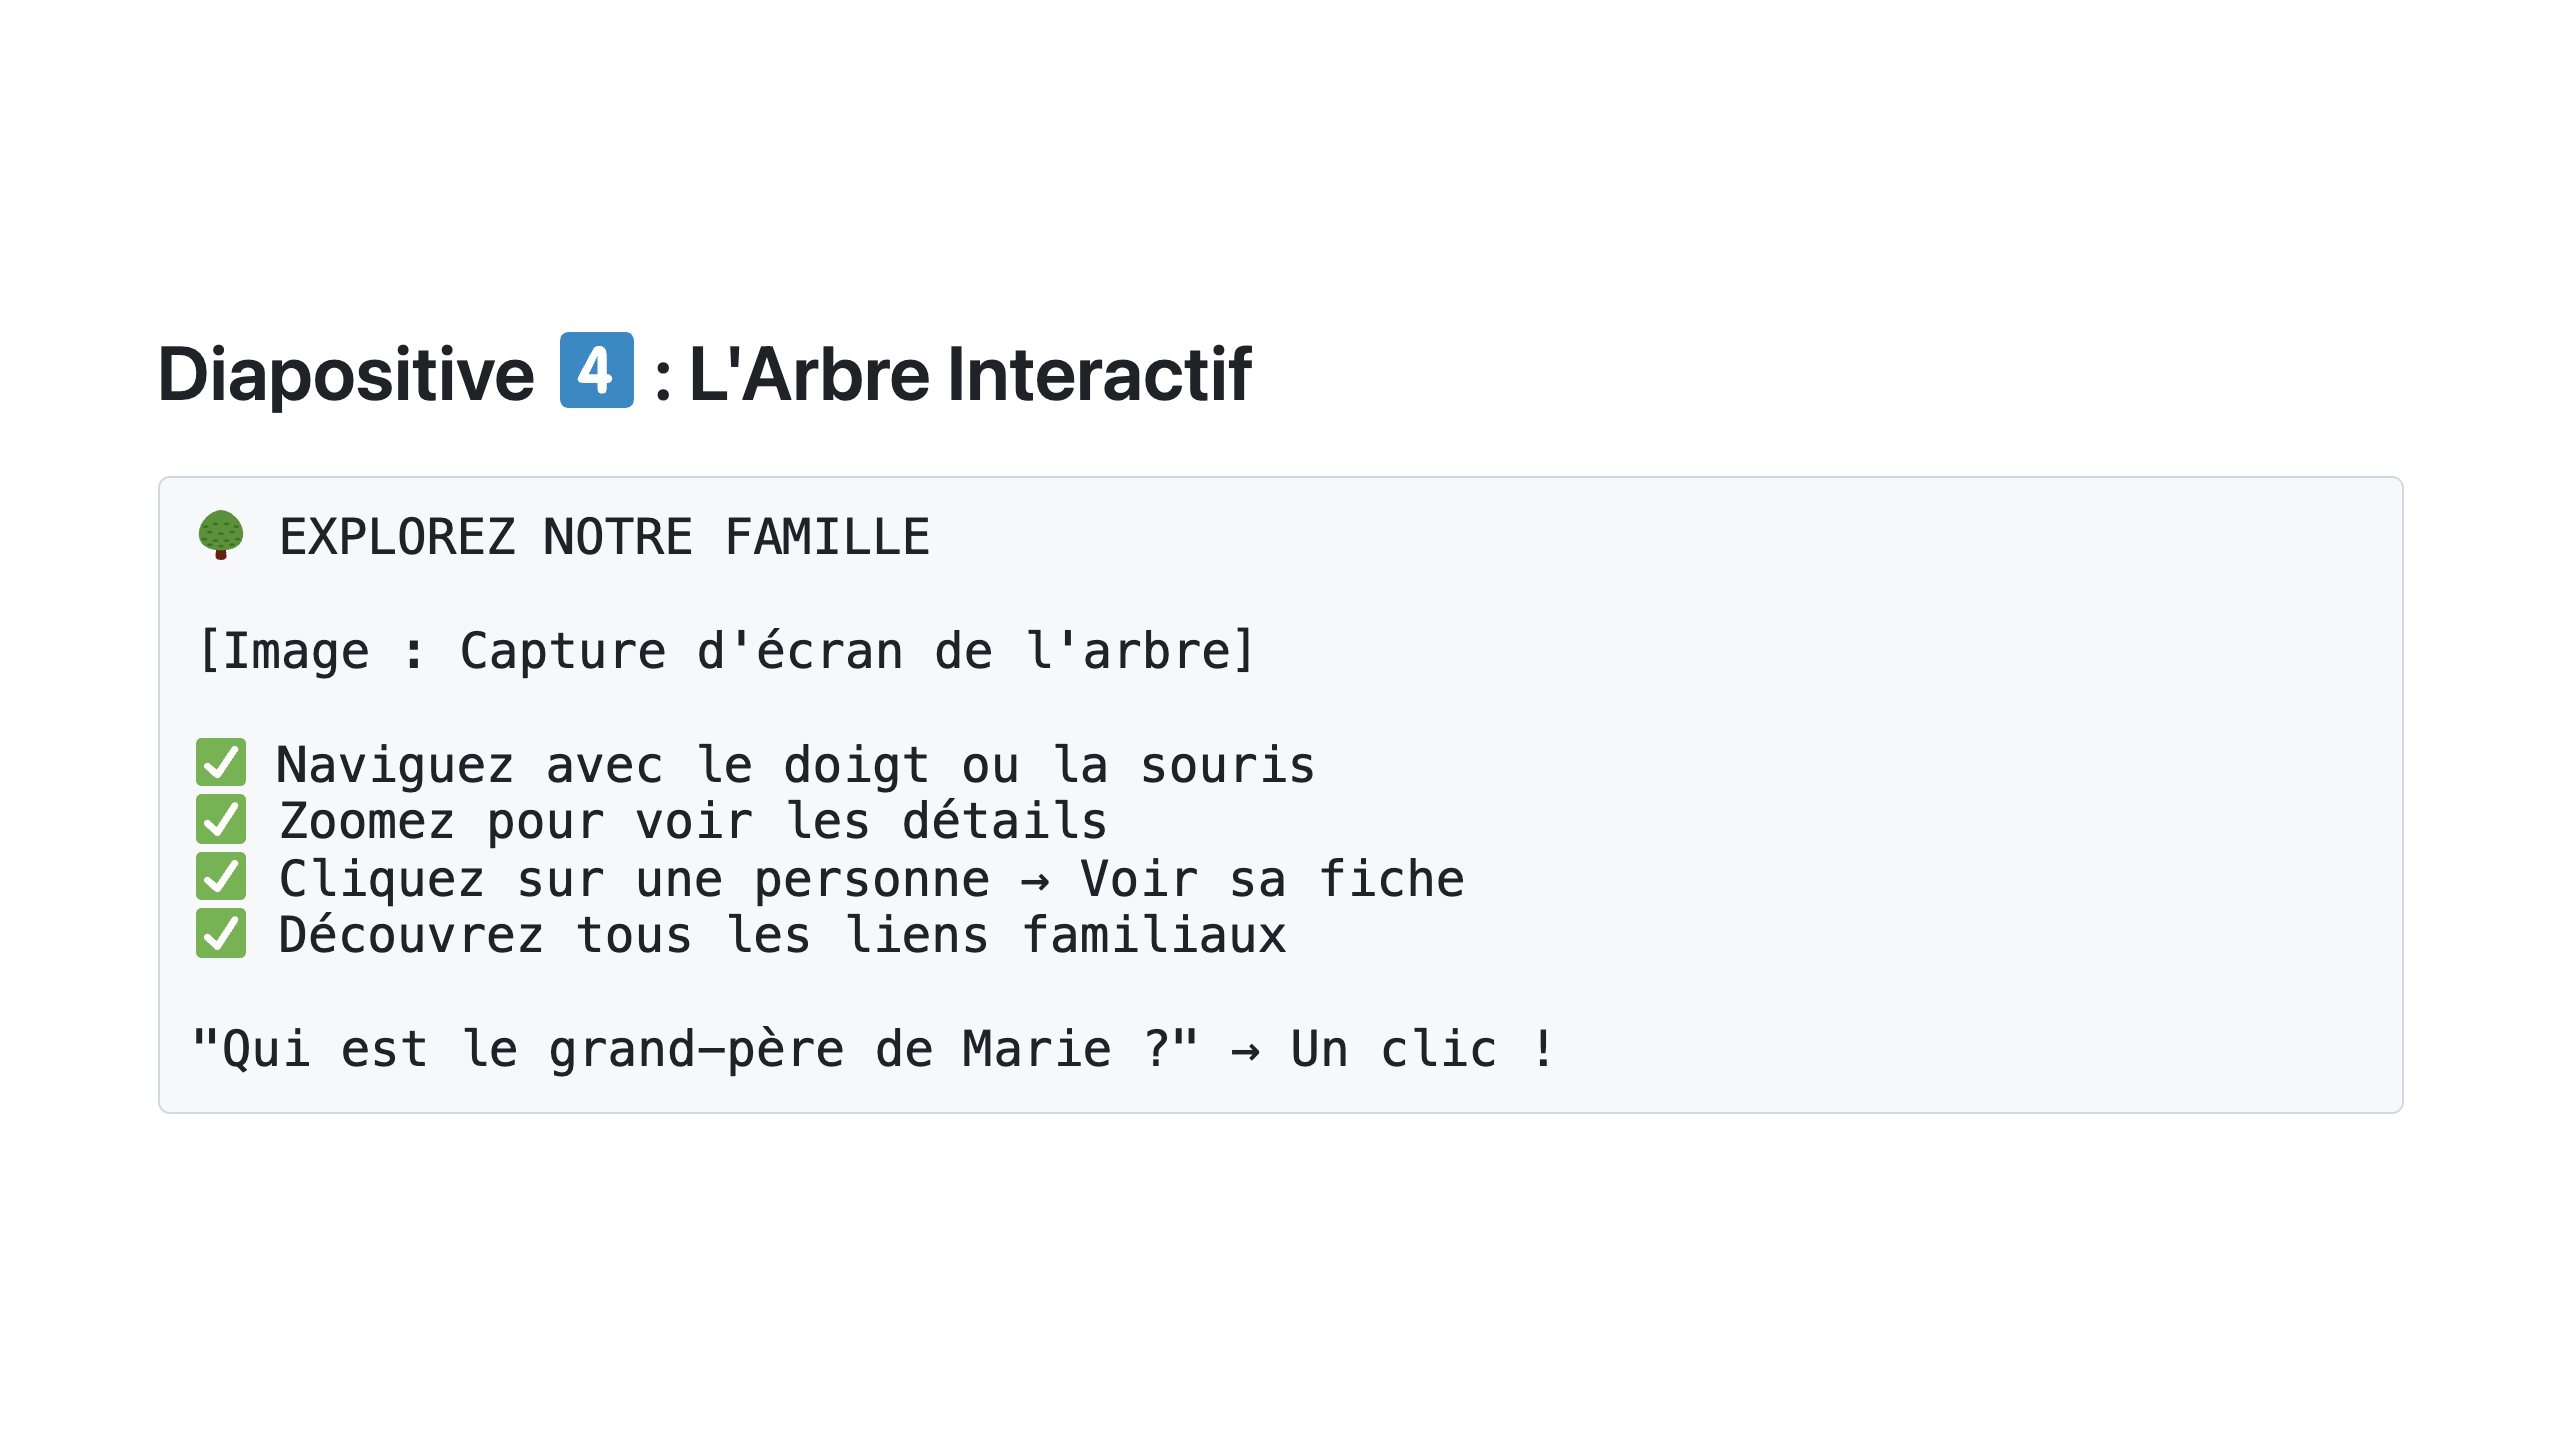 Diapositive 4️⃣ : L'Arbre Interactif
🌳 EXPLOREZ NOTRE FAMILLE
[Image : Capture d'écran de l'arbre]
✅ Naviguez avec le doigt ou la souris
✅ Zoomez pour voir les détails
✅ Cliquez sur une personne → Voir sa fiche
✅ Découvrez tous les liens familiaux
"Qui est le grand-père de Marie ?" → Un clic !